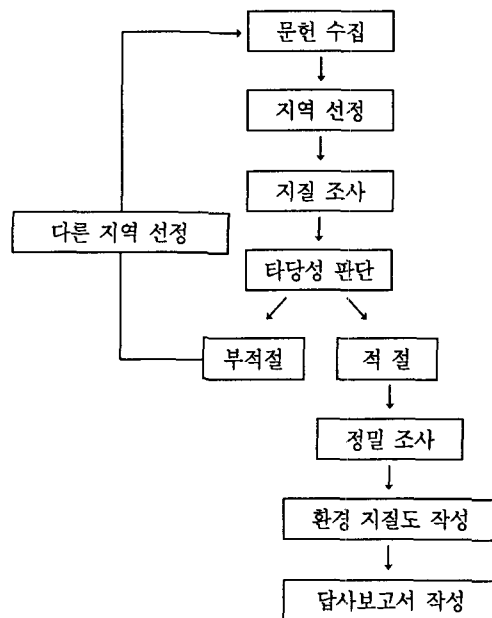 문헌 수집
지역 선정
지질 조사
다른 지역 선정
타당성 판단
부적절
적 절
정밀 조사
환경 지질도 작성
답사보고서 작성